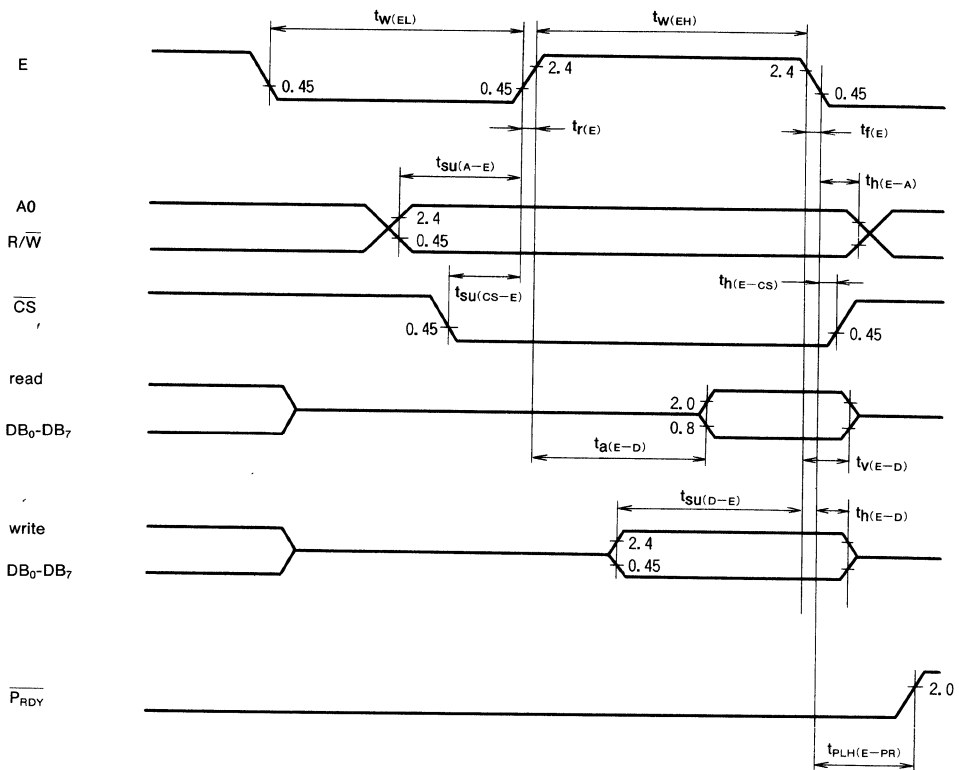 tw(EL) tw(EH)
E
2.4 2.4
0.45 0.45 0.45
tr(E) tf(E)
tsu(A-E) th(E-A)
A0
2.4
R/W̅
0.45
tsu(CS-E) th(E-CS)
C̅S̅
0.45 0.45
read
2.0
DB₀-DB₇
0.8
ta(E-D) tv(E-D)
tsu(D-E) th(E-D)
write
2.4
DB₀-DB₇
0.45
P̅R̅D̅Y̅
2.0
tPLH(E-PR)